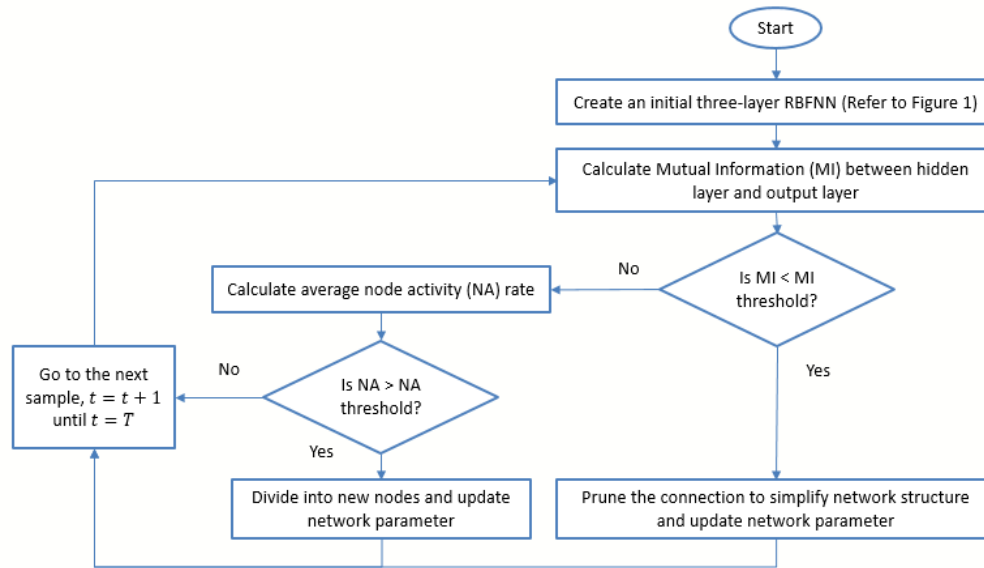 Start
Create an initial three-layer RBFNN (Refer to Figure 1)
Calculate Mutual Information (MI) between hidden
layer and output layer
Is MI < MI
threshold?
No
Yes
Calculate average node activity (NA) rate
Is NA > NA
threshold?
No
Yes
Go to the next
sample, t = t + 1
until t = T
Divide into new nodes and update
network parameter
Prune the connection to simplify network structure
and update network parameter